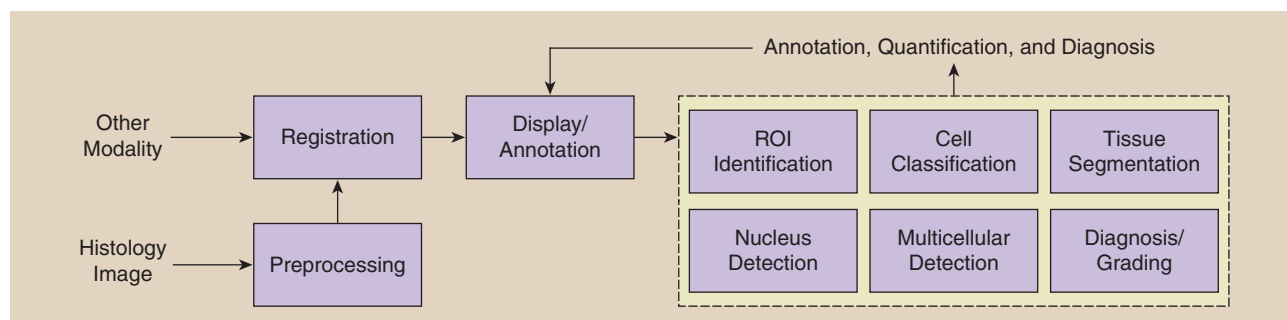 Annotation, Quantification, and Diagnosis
Other
Modality
Registration
Display/
Annotation
ROI
Identification
Cell
Classification
Tissue
Segmentation
Histology
Image
Preprocessing
Nucleus
Detection
Multicellular
Detection
Diagnosis/
Grading